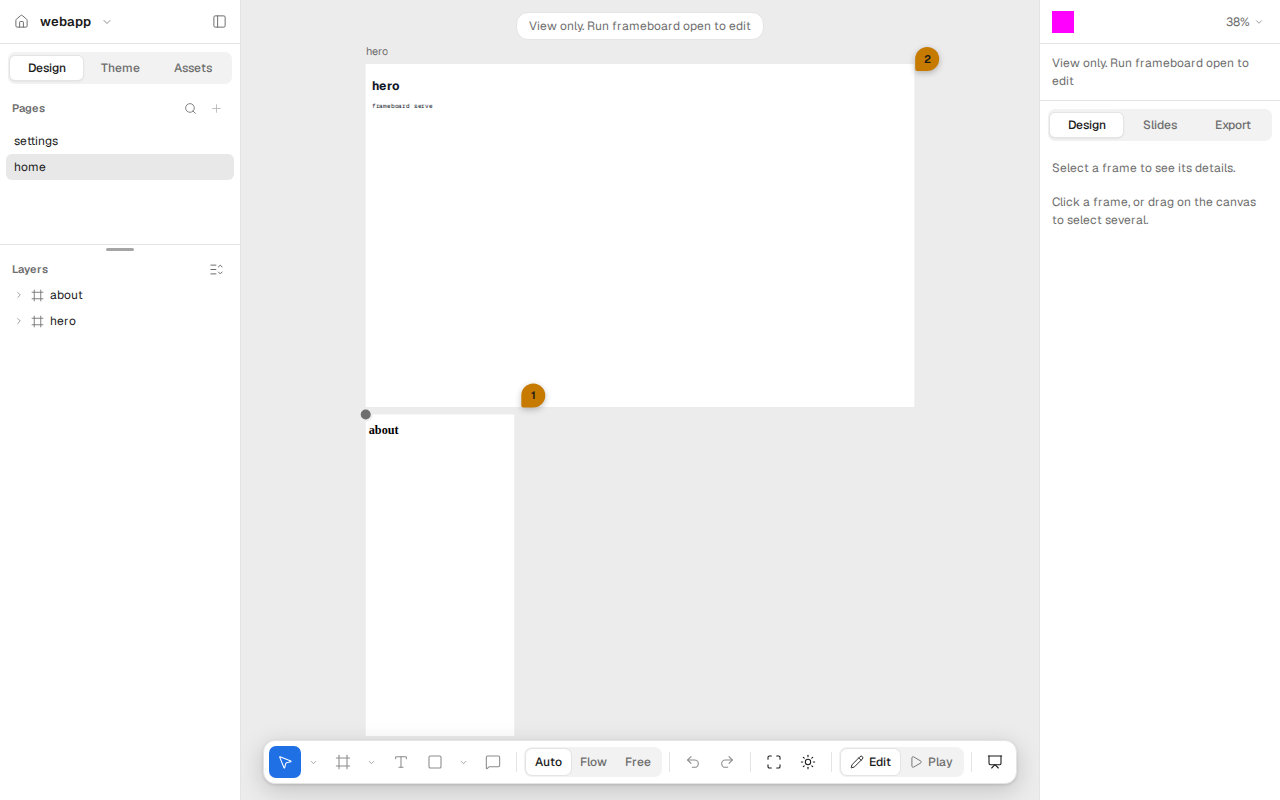 webapp
Design
Theme
Assets
Pages
settings
home
Layers
about
hero
View only. Run frameboard open to edit
hero
2
hero
frameboard serve
1
about
Auto
Flow
Free
Edit
Play
38%
View only. Run frameboard open to
edit
Design
Slides
Export
Select a frame to see its details.
Click a frame, or drag on the canvas
to select several.